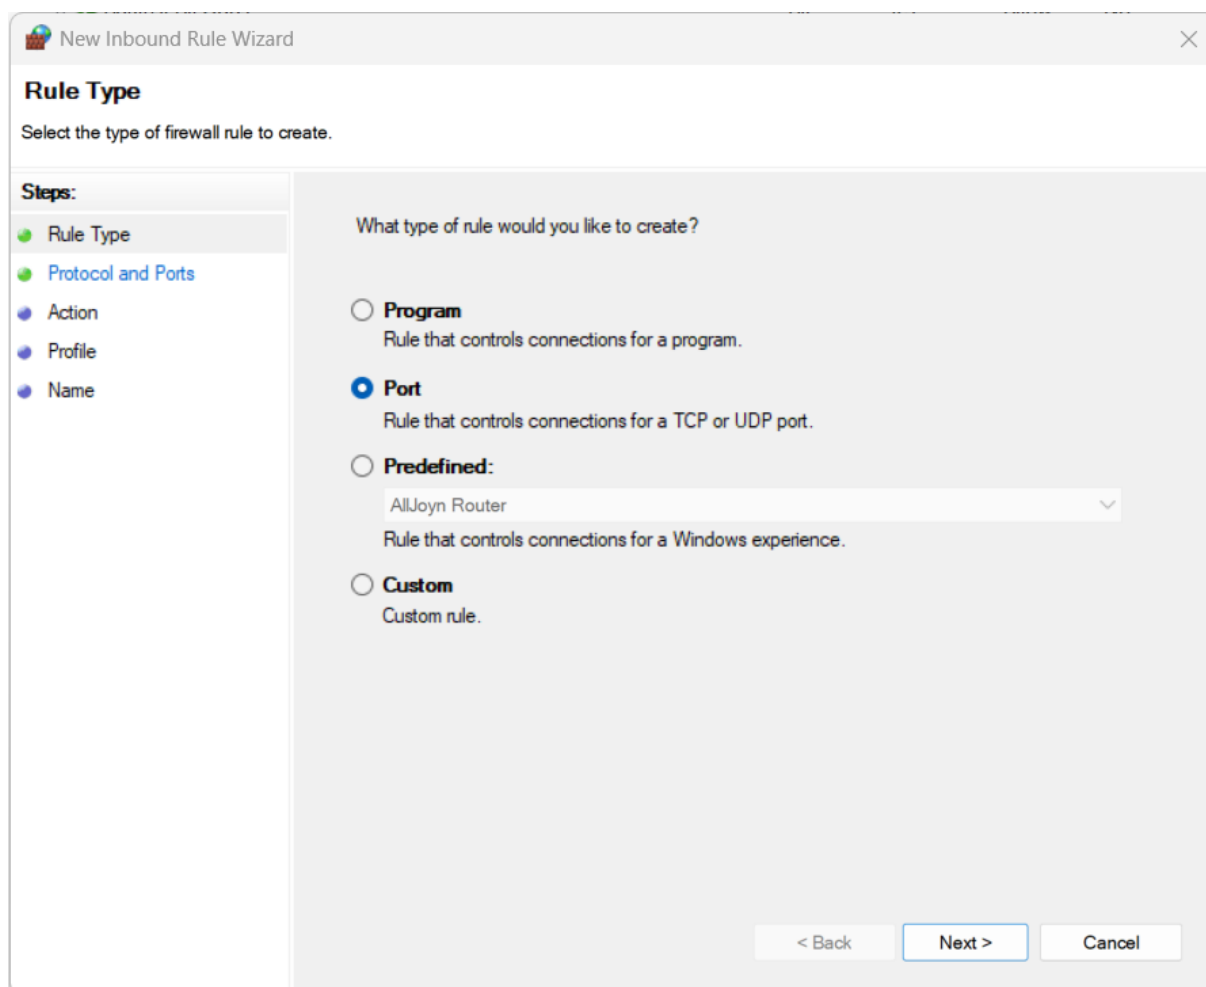 New Inbound Rule Wizard
Rule Type
Select the type of firewall rule to create.
Steps:
Rule Type
Protocol and Ports
Action
Profile
Name
What type of rule would you like to create?
Program
Rule that controls connections for a program.
Port
Rule that controls connections for a TCP or UDP port.
Predefined:
AllJoyn Router
Rule that controls connections for a Windows experience.
Custom
Custom rule.
< Back
Next >
Cancel